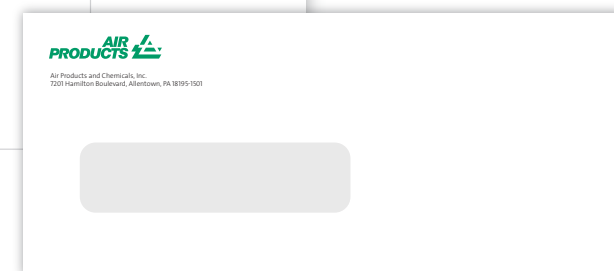 AIR
PRODUCTS
Air Products and Chemicals, Inc.
7201 Hamilton Boulevard, Allentown, PA 18195-1501